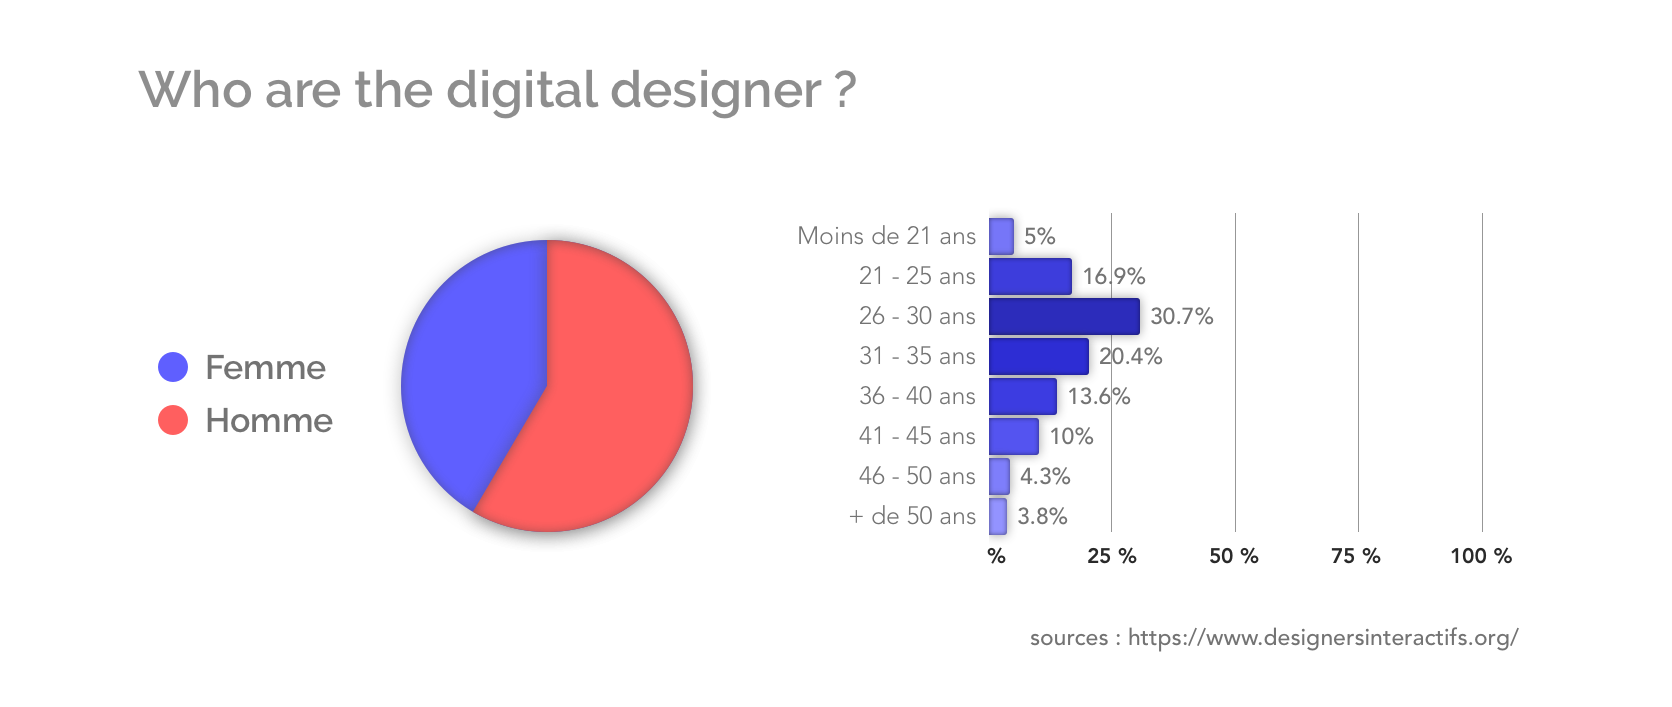 Who are the digital designer ?
Femme
Homme
Moins de 21 ans 5%
21 - 25 ans 16.9%
26 - 30 ans 30.7%
31 - 35 ans 20.4%
36 - 40 ans 13.6%
41 - 45 ans 10%
46 - 50 ans 4.3%
+ de 50 ans 3.8%
% 25 % 50 % 75 % 100 %
sources : https://www.designersinteractifs.org/